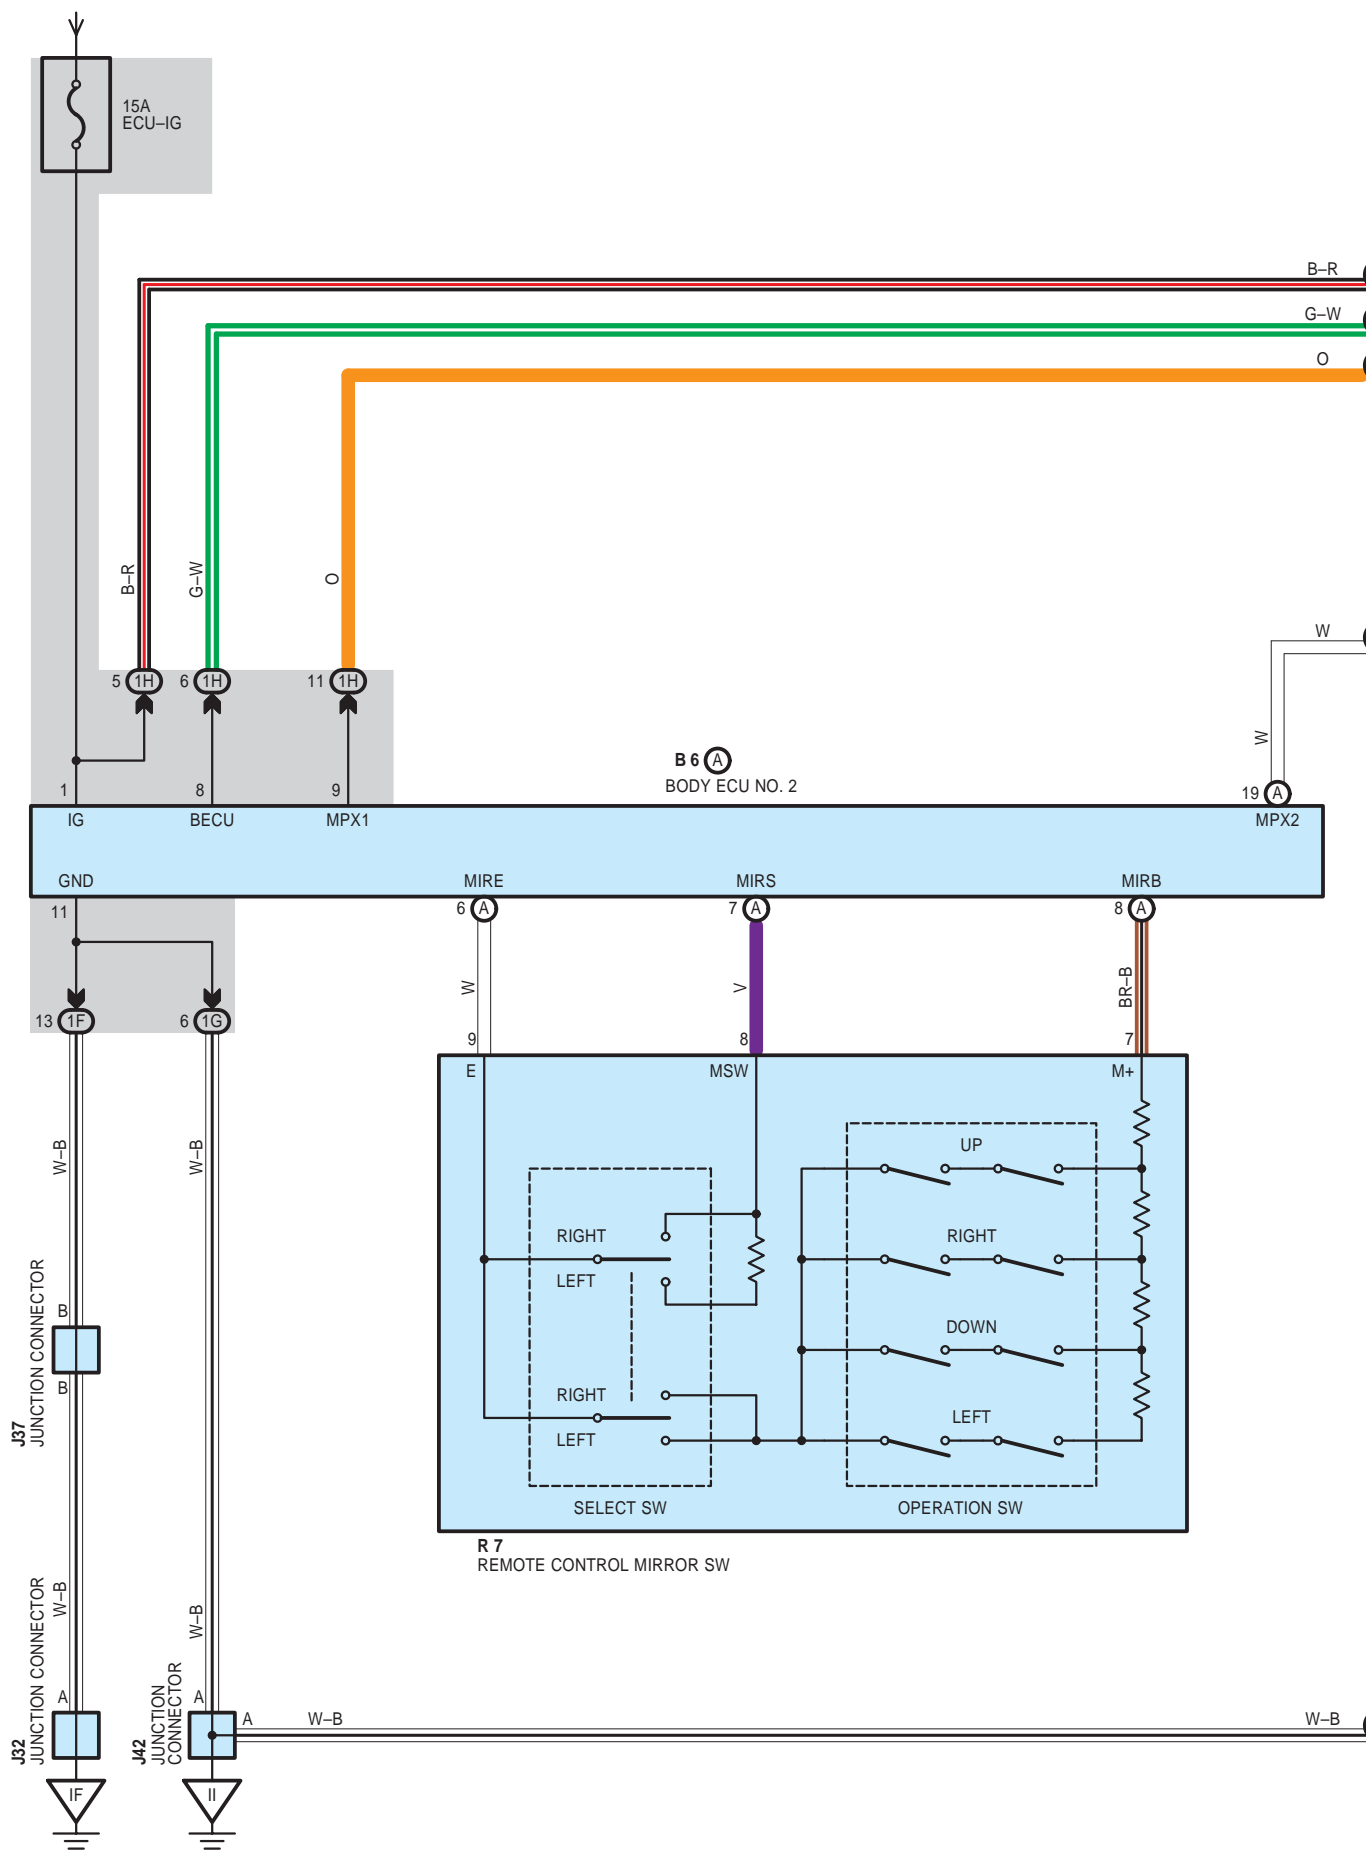 15A
ECU–IG
B–R
G–W
O
B–R
G–W
O
W
5 1H
6 1H
11 1H
W
B 6 A
BODY ECU NO. 2
1
8
9
19 A
IG
BECU
MPX1
MPX2
GND
MIRE
MIRS
MIRB
11
6 A
7 A
8 A
W
V
BR–B
13 1F
6 1G
9
8
7
E
MSW
M+
W–B
W–B
UP
RIGHT
LEFT
RIGHT
DOWN
RIGHT
LEFT
LEFT
SELECT SW
OPERATION SW
R 7
REMOTE CONTROL MIRROR SW
B
B
J37
JUNCTION CONNECTOR
W–B
W–B
A
A
A
W–B
W–B
J32
JUNCTION CONNECTOR
J42
JUNCTION
CONNECTOR
IF
II